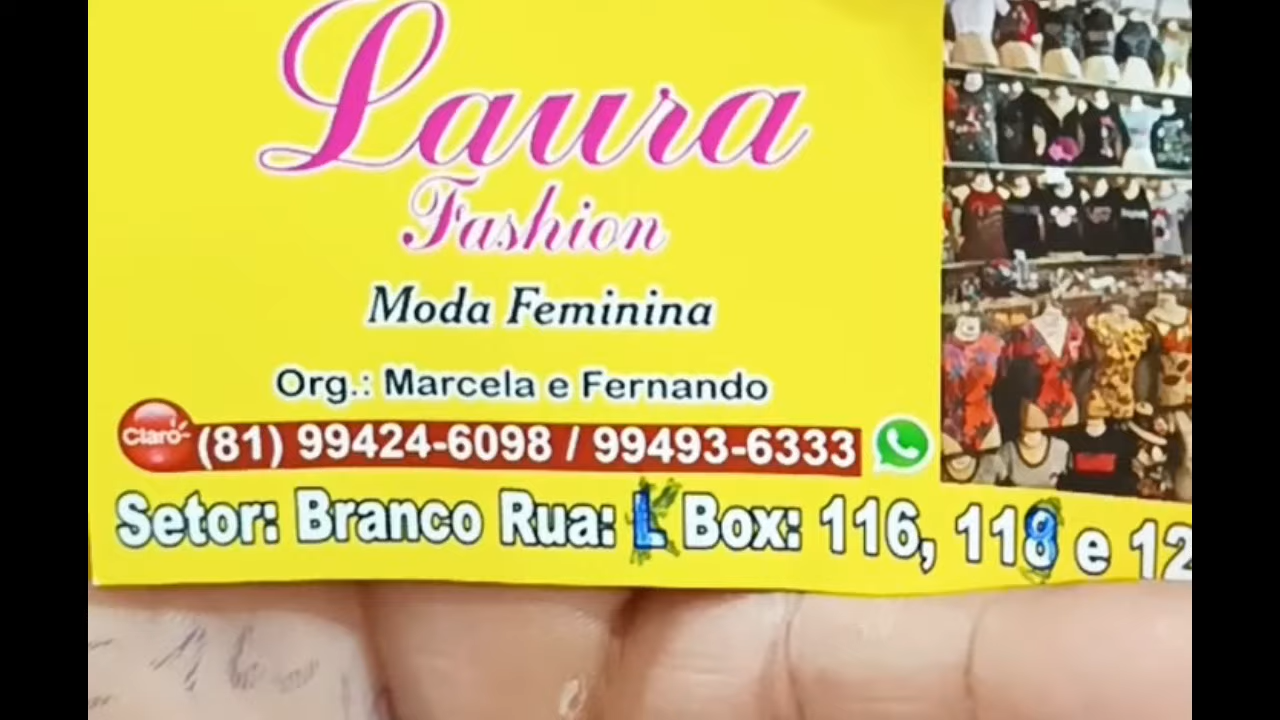 Laura
Fashion
Moda Feminina
Org.: Marcela e Fernando
Claro (81) 99424-6098 / 99493-6333
Setor: Branco Rua: L Box: 116, 118 e 12